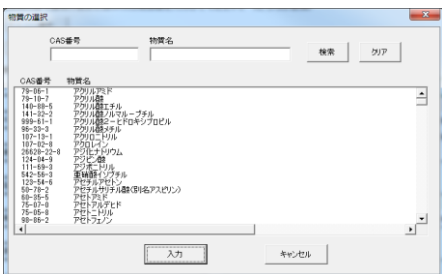 物質の選択
CAS番号 物質名
検索 クリア
CAS番号 物質名
79-06-1 アクリルアミド
79-10-7 アクリル酸
140-88-5 アクリル酸エチル
141-32-2 アクリル酸ノルマル-ブチル
999-61-1 アクリル酸2-ヒドロキシプロピル
96-33-3 アクリル酸メチル
107-13-1 アクリロニトリル
107-02-8 アクロレイン
26628-22-8 アジ化ナトリウム
124-04-9 アジピン酸
111-69-3 アジポニトリル
542-56-3 亜硝酸イソブチル
123-54-6 アセチルアセトン
50-78-2 アセチルサリチル酸(別名アスピリン)
60-35-5 アセトアミド
75-07-0 アセトアルデヒド
75-05-8 アセトニトリル
98-86-2 アセトフェノン
入力 キャンセル